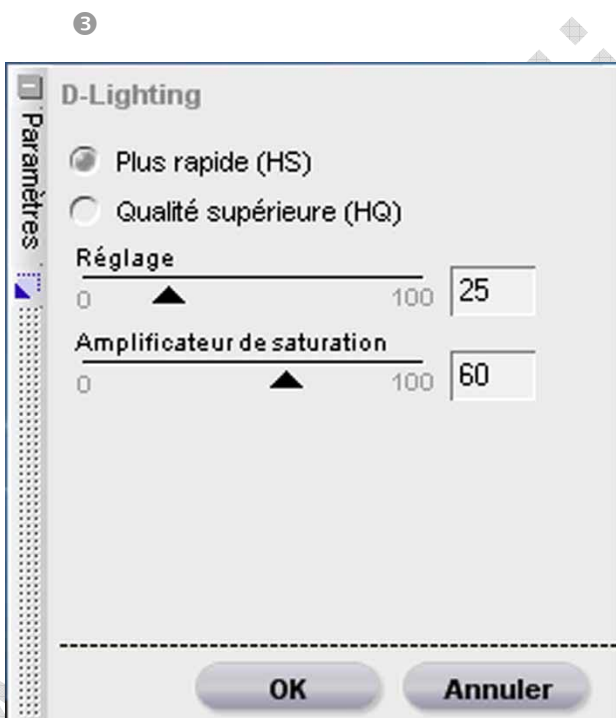 ❸
D-Lighting
Paramètres
Plus rapide (HS)
Qualité supérieure (HQ)
Réglage
0 100 25
Amplificateur de saturation
0 100 60
OK Annuler